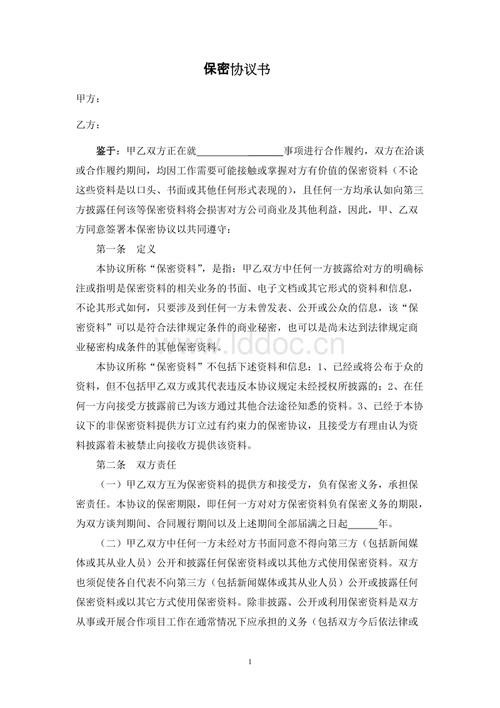 保密协议书
甲方：
乙方：
鉴于：甲乙双方正在就______________事项进行合作履约，双方在洽谈
或合作履约期间，均因工作需要可能接触或掌握对方有价值的保密资料（不论
这些资料是以口头、书面或其他任何形式表现的），且任何一方均承认如向第三
方披露任何该等保密资料将会损害对方公司商业及其他利益，因此，甲、乙双
方同意签署本保密协议以共同遵守：
第一条 定义
本协议所称“保密资料”，是指：甲乙双方中任何一方披露给对方的明确标
注或指明是保密资料的相关业务的书面、电子文档或其它形式的资料和信息，
不论其形式如何，只要涉及到任何一方未曾发表、公开或公众的信息，该“保
密资料”可以是符合法律规定条件的商业秘密，也可以是尚未达到法律规定商
业秘密构成条件的其他保密资料。
www.lddoc.cn
本协议所称“保密资料”不包括下述资料和信息：1、已经或将公布于众的
资料，但不包括甲乙双方或其代表违反本协议规定未经授权所披露的；2、在任
何一方向接受方披露前已为该方通过其他合法途径知悉的资料。3、已经于本协
议下的非保密资料提供方订立过有约束力的保密协议，且接受方有理由认为资
料披露着未被禁止向接收方提供该资料。
第二条 双方责任
（一）甲乙双方互为保密资料的提供方和接受方，负有保密义务，承担保
密责任。本协议的保密期限，即任何一方对对方保密资料负有保密义务的期限，
为双方谈判期间、合同履行期间以及上述期间全部届满之日起_____年。
（二）甲乙双方中任何一方未经对方书面同意不得向第三方（包括新闻媒
体或其从业人员）公开和披露任何保密资料或以其他方式使用保密资料。双方
也须促使各自代表不向第三方（包括新闻媒体或其从业人员）公开或披露任何
保密资料或以其它方式使用保密资料。除非披露、公开或利用保密资料是双方
从事或开展合作项目工作在通常情况下应承担的义务（包括双方今后依法律或
1